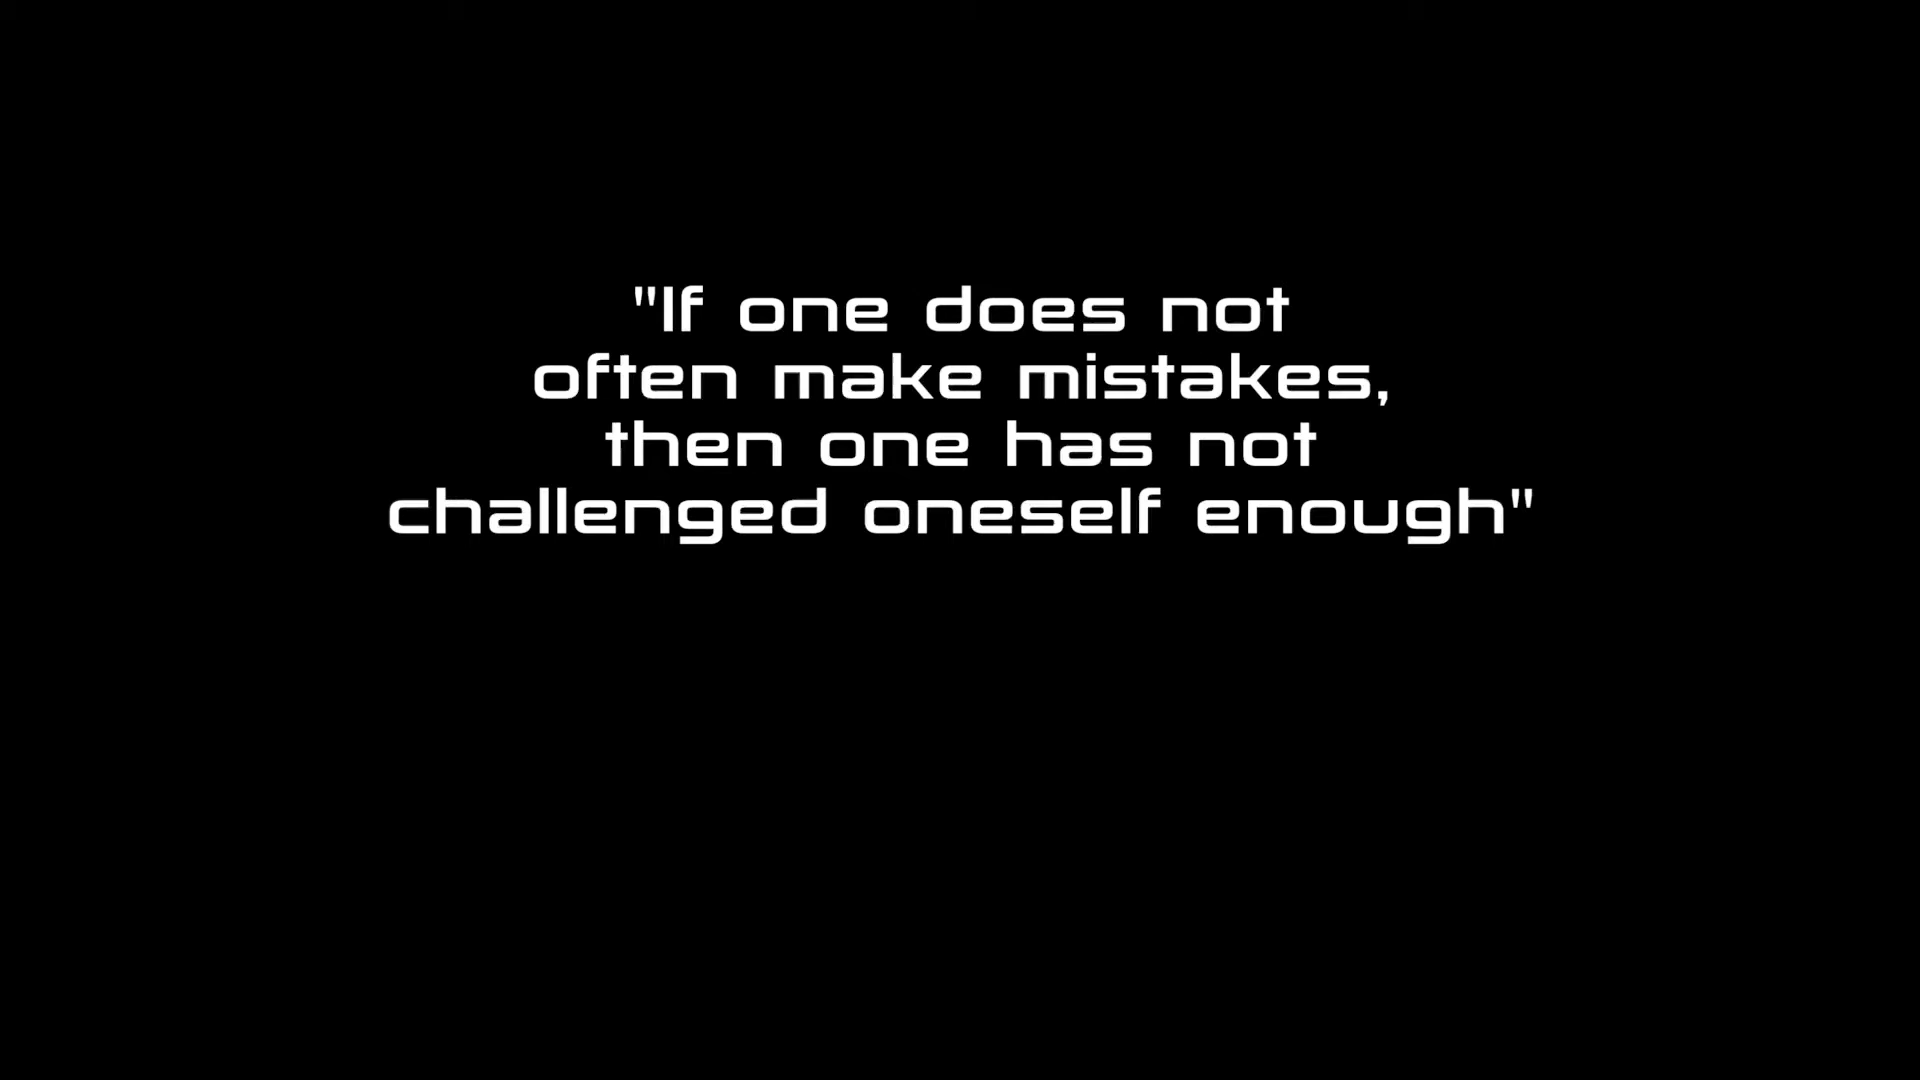 "If one does not
often make mistakes,
then one has not
challenged oneself enough"